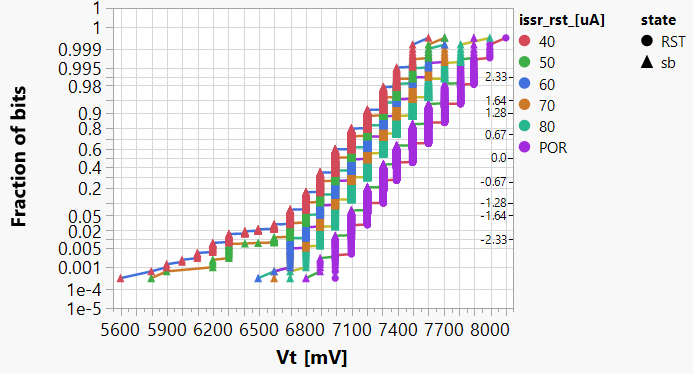 1
1
0.999
0.995
0.98
0.9
0.8
0.6
0.4
0.2
0.05
0.02
0.005
0.001
1e-4
1e-5
Fraction of bits
2.33
1.64
1.28
0.67
0.0
-0.67
-1.28
-1.64
-2.33
5600 5900 6200 6500 6800 7100 7400 7700 8000
Vt [mV]
issr_rst_[uA]
40
50
60
70
80
POR
state
RST
sb